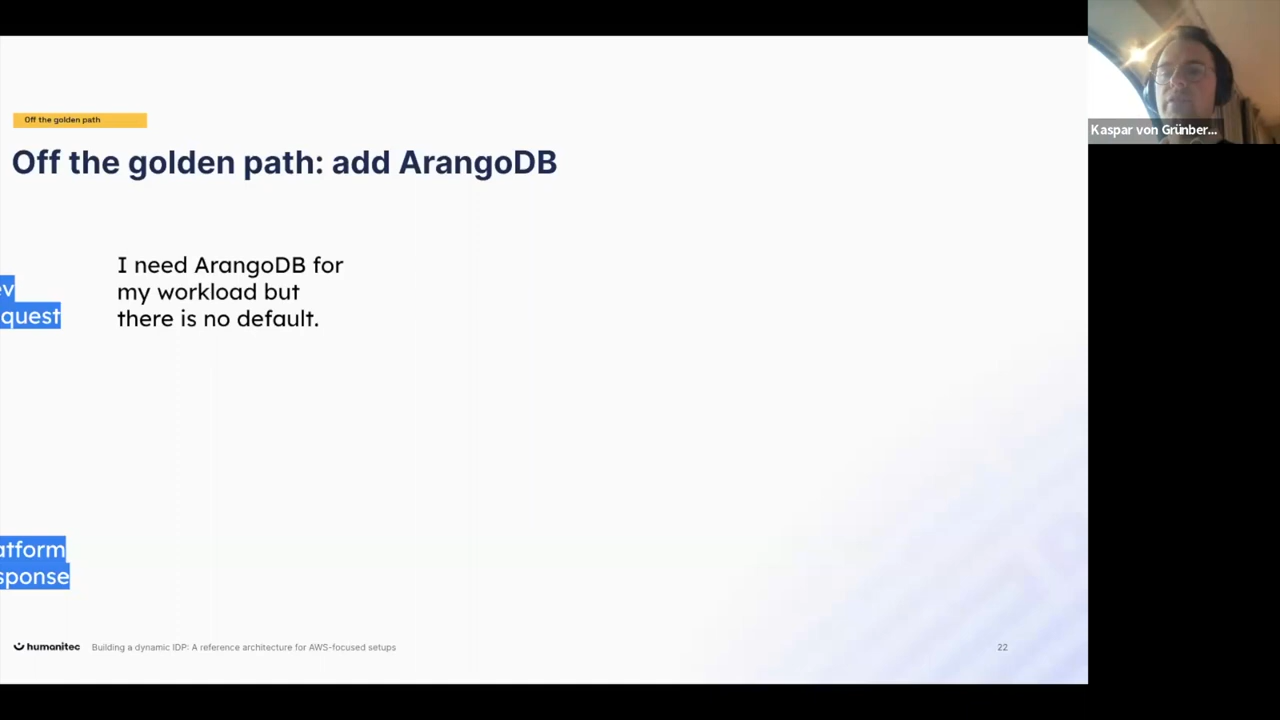 Off the golden path
Off the golden path: add ArangoDB
ev
quest
I need ArangoDB for
my workload but
there is no default.
atform
sponse
humanitec
Building a dynamic IDP: A reference architecture for AWS-focused setups
22
Kaspar von Grünber...